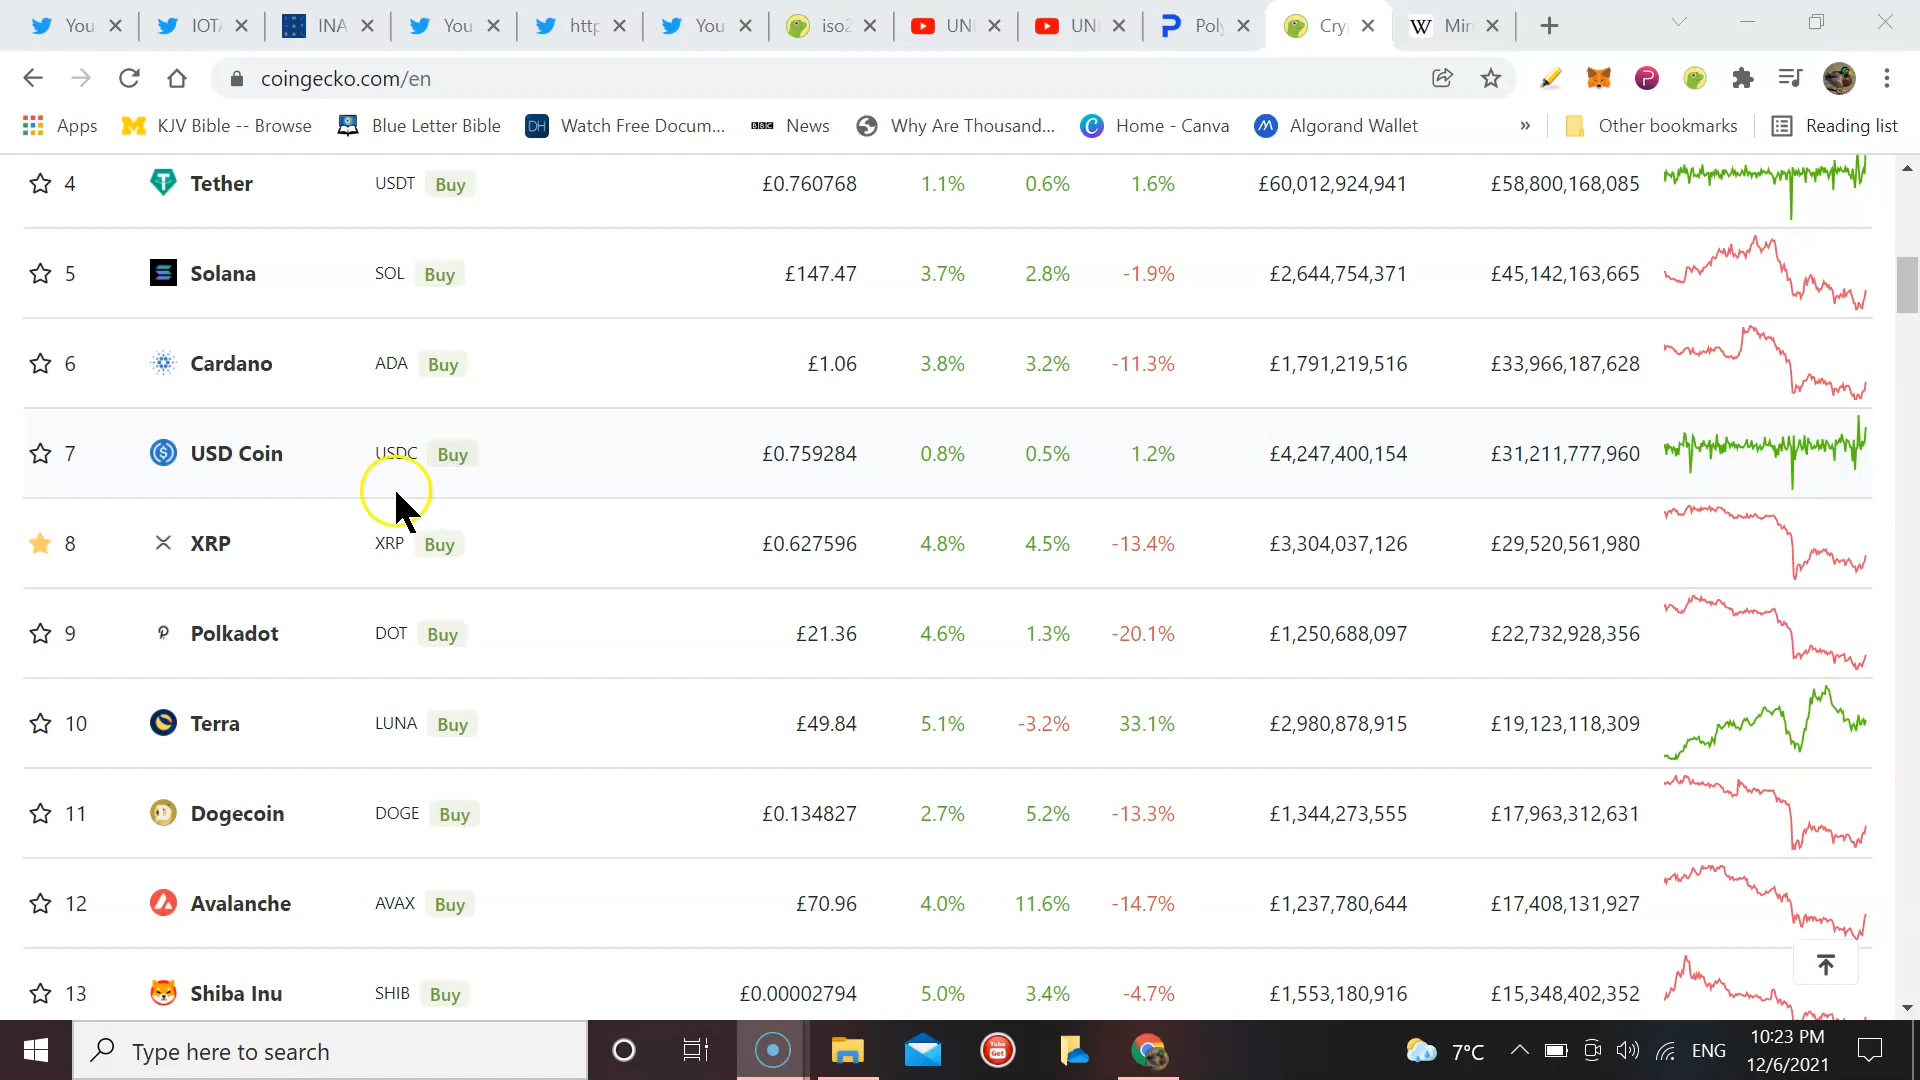 You
IOTA
INA
You
http
You
iso2
UNI
UNI
Poly
Cryp
W Min
coingecko.com/en
Apps
KJV Bible -- Browse
Blue Letter Bible
DH Watch Free Docum...
BBC News
Why Are Thousand...
Home - Canva
Algorand Wallet
»
Other bookmarks
Reading list
4 Tether USDT Buy £0.760768 1.1% 0.6% 1.6% £60,012,924,941 £58,800,168,085
5 Solana SOL Buy £147.47 3.7% 2.8% -1.9% £2,644,754,371 £45,142,163,665
6 Cardano ADA Buy £1.06 3.8% 3.2% -11.3% £1,791,219,516 £33,966,187,628
7 USD Coin USDC Buy £0.759284 0.8% 0.5% 1.2% £4,247,400,154 £31,211,777,960
8 XRP XRP Buy £0.627596 4.8% 4.5% -13.4% £3,304,037,126 £29,520,561,980
9 Polkadot DOT Buy £21.36 4.6% 1.3% -20.1% £1,250,688,097 £22,732,928,356
10 Terra LUNA Buy £49.84 5.1% -3.2% 33.1% £2,980,878,915 £19,123,118,309
11 Dogecoin DOGE Buy £0.134827 2.7% 5.2% -13.3% £1,344,273,555 £17,963,312,631
12 Avalanche AVAX Buy £70.96 4.0% 11.6% -14.7% £1,237,780,644 £17,408,131,927
13 Shiba Inu SHIB Buy £0.00002794 5.0% 3.4% -4.7% £1,553,180,916 £15,348,402,352
Type here to search
7°C
ENG
10:23 PM
12/6/2021